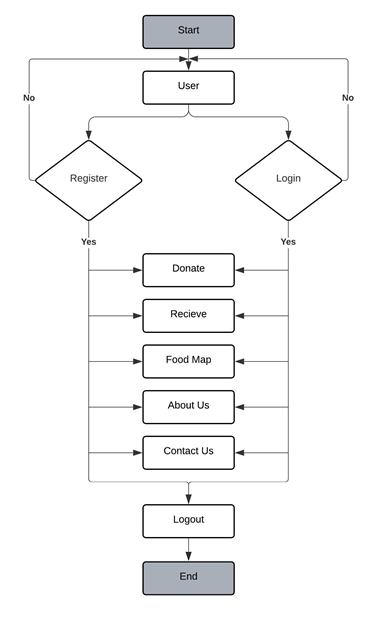 Start
No
No
User
Register
Login
Yes
Yes
Donate
Recieve
Food Map
About Us
Contact Us
Logout
End